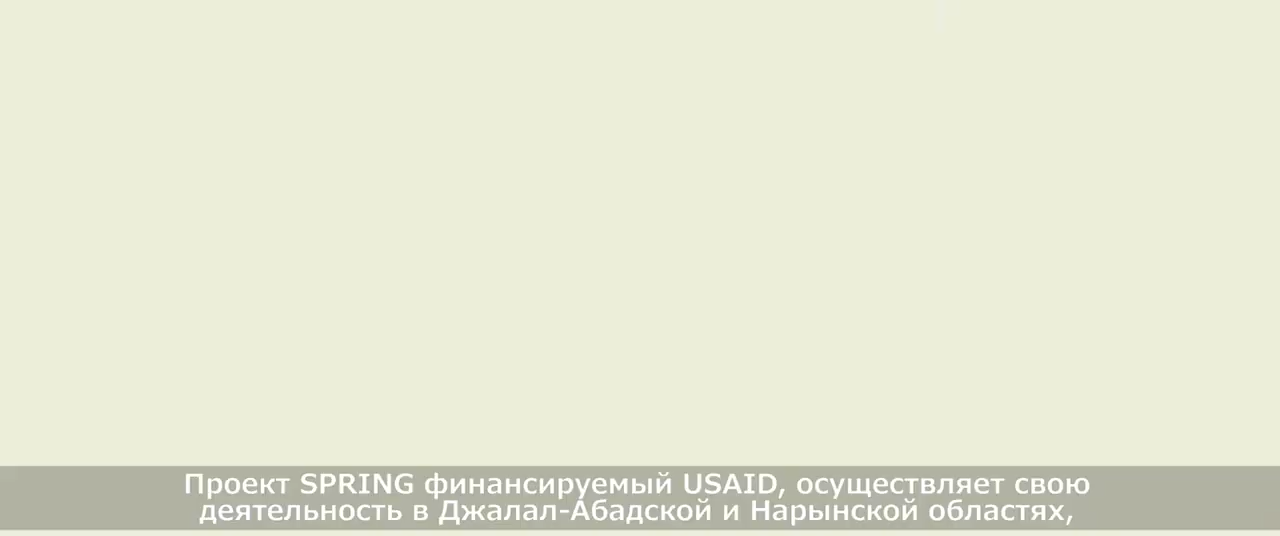 Проект SPRING финансируемый USAID, осуществляет свою
деятельность в Джалал-Абадской и Нарынской областях,